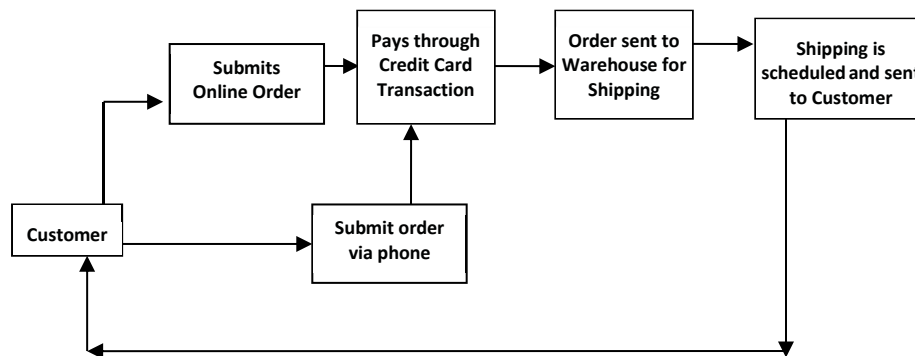 Submits
Online Order
Pays through
Credit Card
Transaction
Order sent to
Warehouse for
Shipping
Shipping is
scheduled and sent
to Customer
Customer
Submit order
via phone